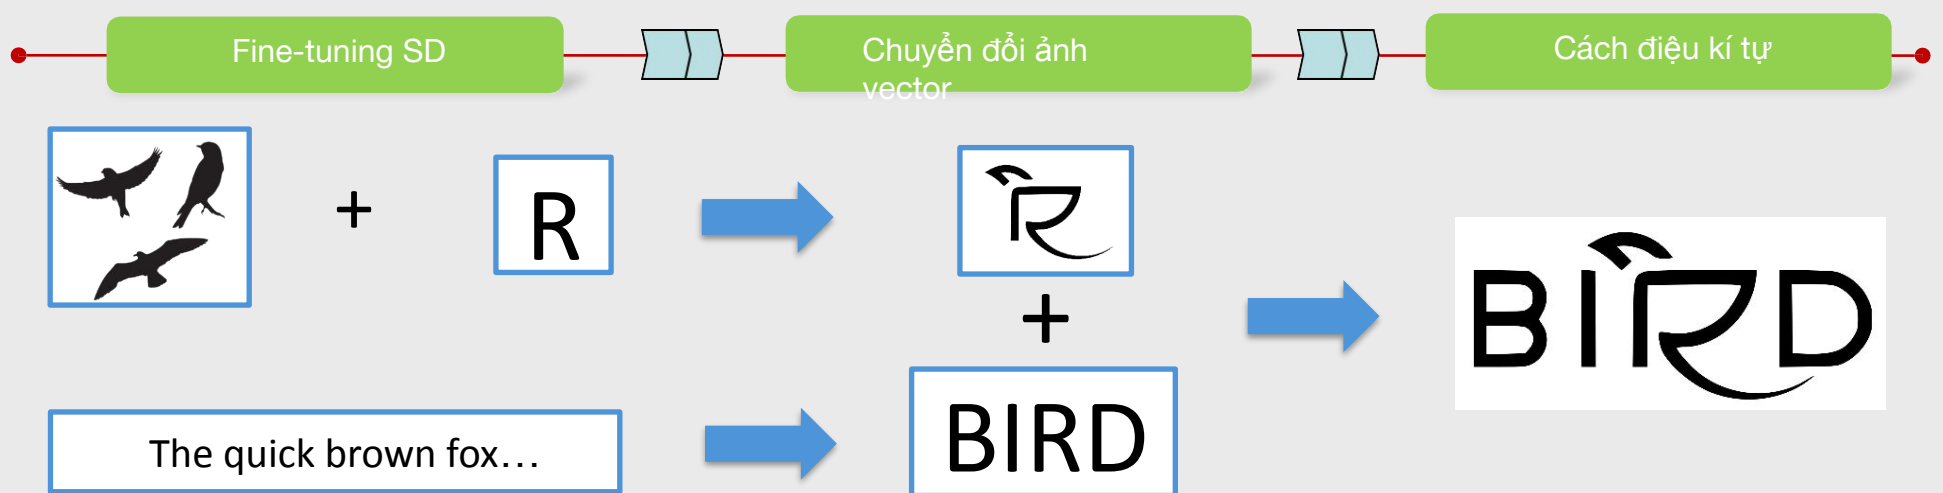 Fine-tuning SD
Chuyển đổi ảnh
vector
Cách điệu kí tự
+
R
R
+
BIRD
The quick brown fox...
BIRD